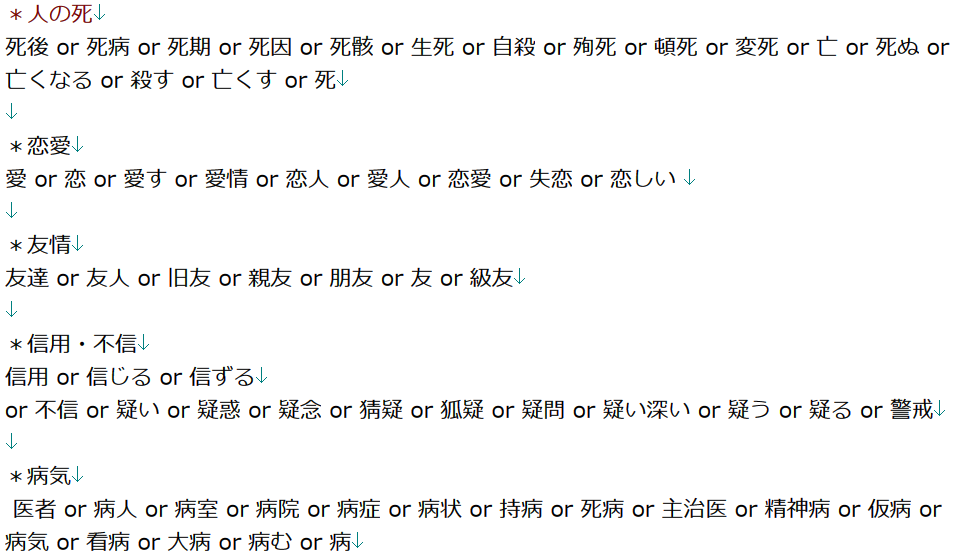 ＊人の死↓
死後 or 死病 or 死期 or 死因 or 死骸 or 生死 or 自殺 or 殉死 or 頓死 or 変死 or 亡 or 死ぬ or
亡くなる or 殺す or 亡くす or 死↓
↓
＊恋愛↓
愛 or 恋 or 愛す or 愛情 or 恋人 or 愛人 or 恋愛 or 失恋 or 恋しい ↓
↓
＊友情↓
友達 or 友人 or 旧友 or 親友 or 朋友 or 友 or 級友↓
↓
＊信用・不信↓
信用 or 信じる or 信ずる↓
or 不信 or 疑い or 疑惑 or 疑念 or 猜疑 or 狐疑 or 疑問 or 疑い深い or 疑う or 疑る or 警戒↓
↓
＊病気↓
医者 or 病人 or 病室 or 病院 or 病症 or 病状 or 持病 or 死病 or 主治医 or 精神病 or 仮病 or
病気 or 看病 or 大病 or 病む or 病↓